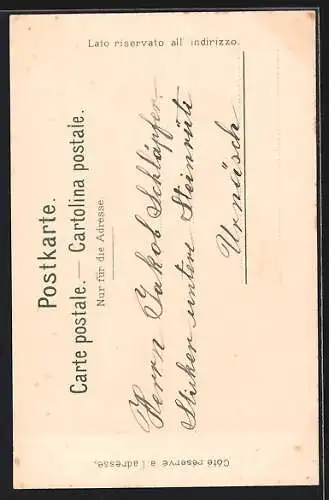 Postkarte.
Carte postale. — Cartolina postale.
Nur für die Adresse
Lato riservato all' indirizzo.
Côté réservé à l'adresse.
Herrn Jakob Schläpfer
Sticker untere Steinrüti
Urnäsch